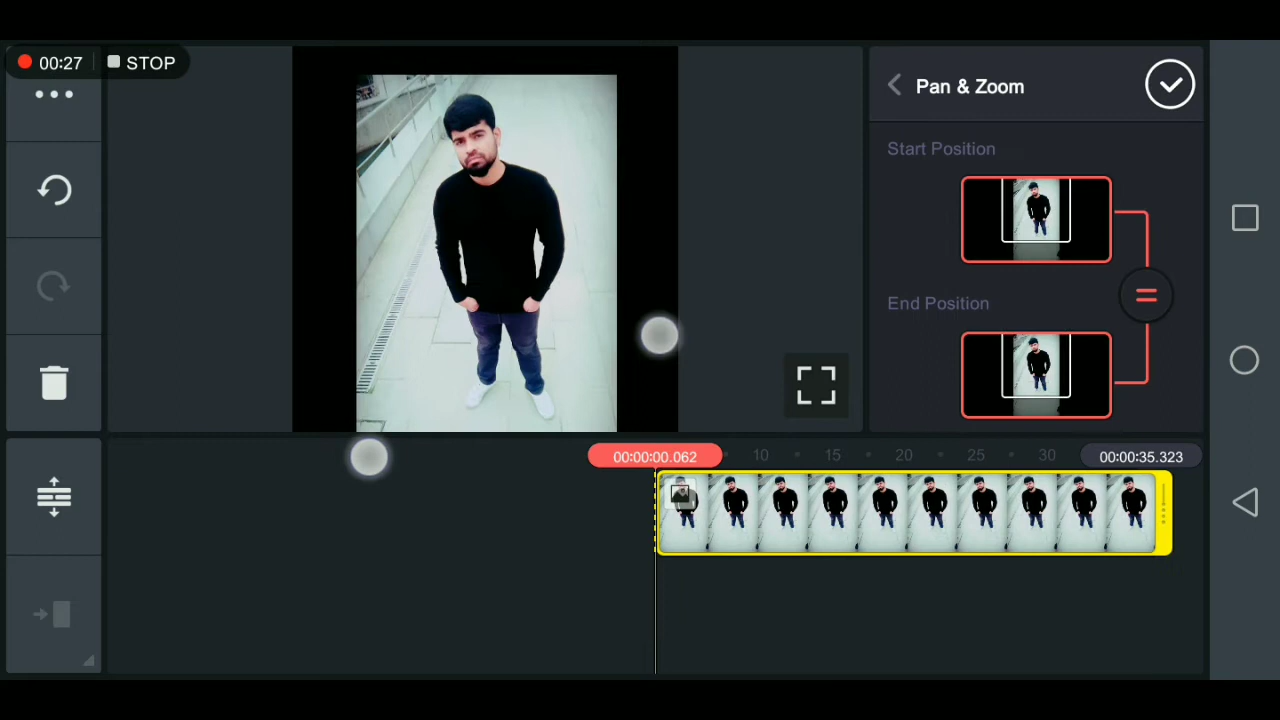 00:27 STOP
Pan & Zoom
Start Position
End Position
00:00:00.062 10 15 20 25 30 00:00:35.323